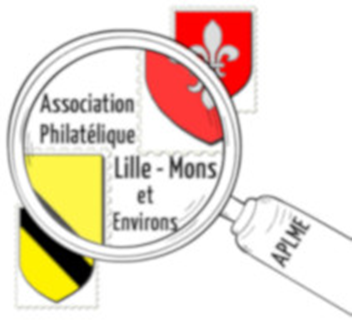 Association
Philatélique
Lille - Mons
et
Environs
APLME